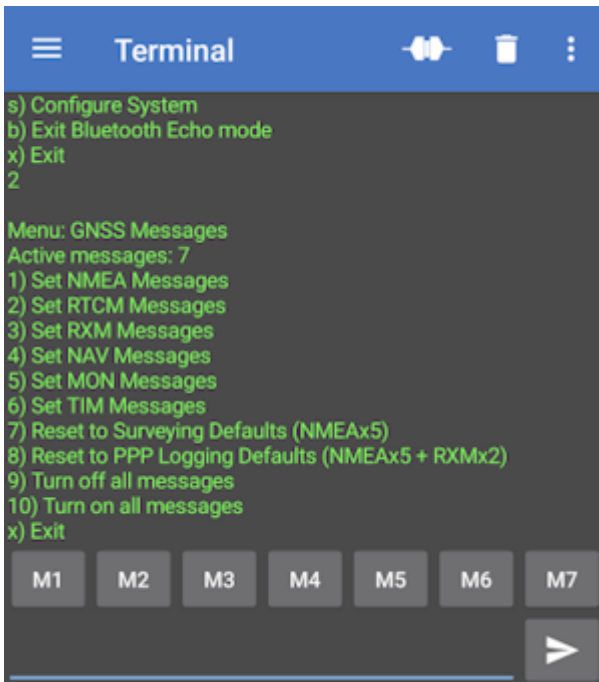 Terminal
s) Configure System
b) Exit Bluetooth Echo mode
x) Exit
2
Menu: GNSS Messages
Active messages: 7
1) Set NMEA Messages
2) Set RTCM Messages
3) Set RXM Messages
4) Set NAV Messages
5) Set MON Messages
6) Set TIM Messages
7) Reset to Surveying Defaults (NMEAx5)
8) Reset to PPP Logging Defaults (NMEAx5 + RXMx2)
9) Turn off all messages
10) Turn on all messages
x) Exit
M1 M2 M3 M4 M5 M6 M7